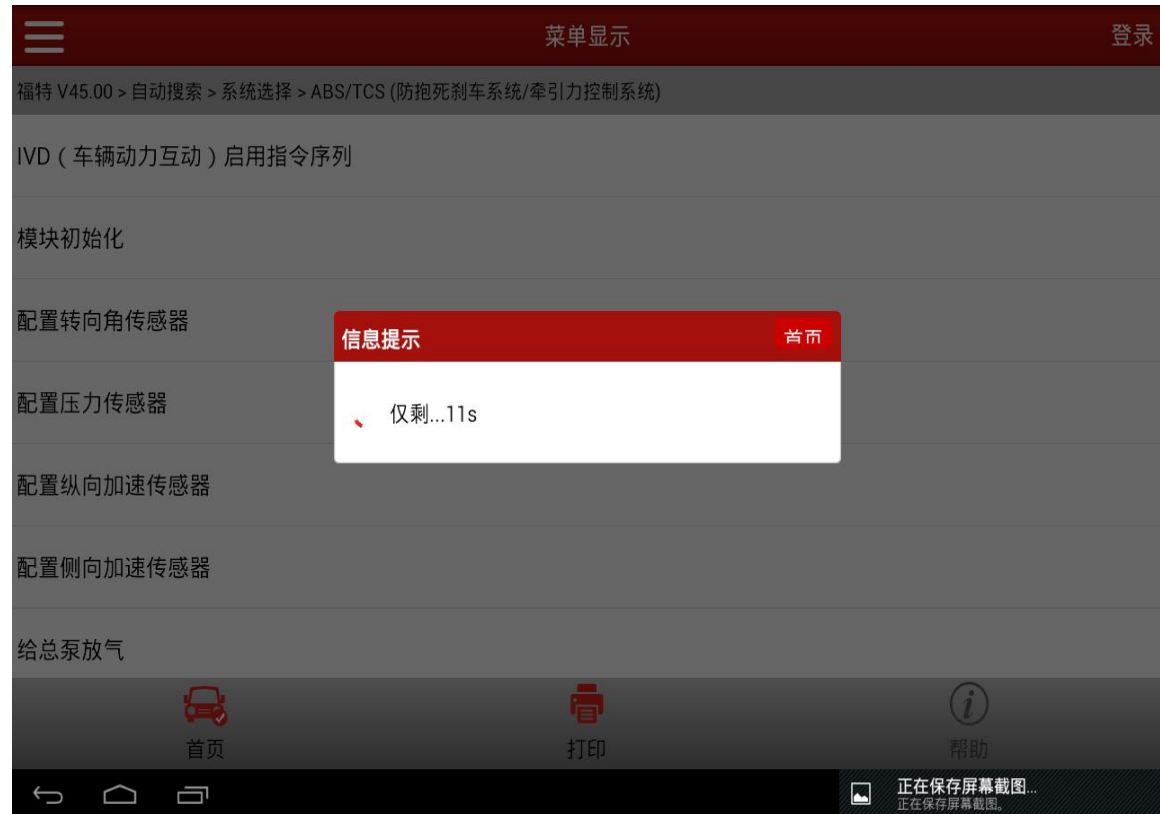 菜单显示
登录
福特 V45.00 > 自动搜索 > 系统选择 > ABS/TCS (防抱死刹车系统/牵引力控制系统)
IVD（车辆动力互动）启用指令序列
模块初始化
配置转向角传感器
信息提示
首页
配置压力传感器
仅剩...11s
配置纵向加速传感器
配置侧向加速传感器
给总泵放气
首页
打印
帮助
正在保存屏幕截图...
正在保存屏幕截图。